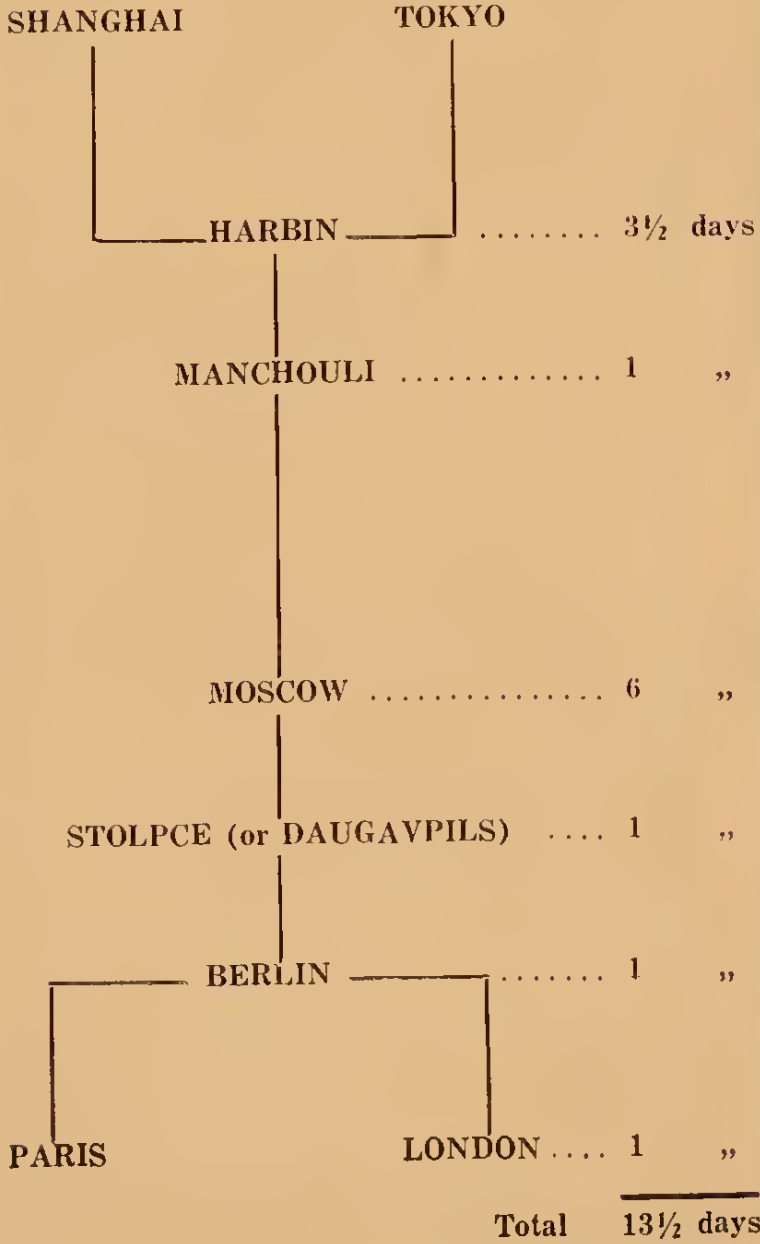 SHANGHAI TOKYO
HARBIN ........ 3½ days
MANCHOULI ............. 1 „
MOSCOW ............... 6 „
STOLPCE (or DAUGAVPILS) .... 1 „
BERLIN ....... 1 „
PARIS LONDON .... 1 „
Total 13½ days